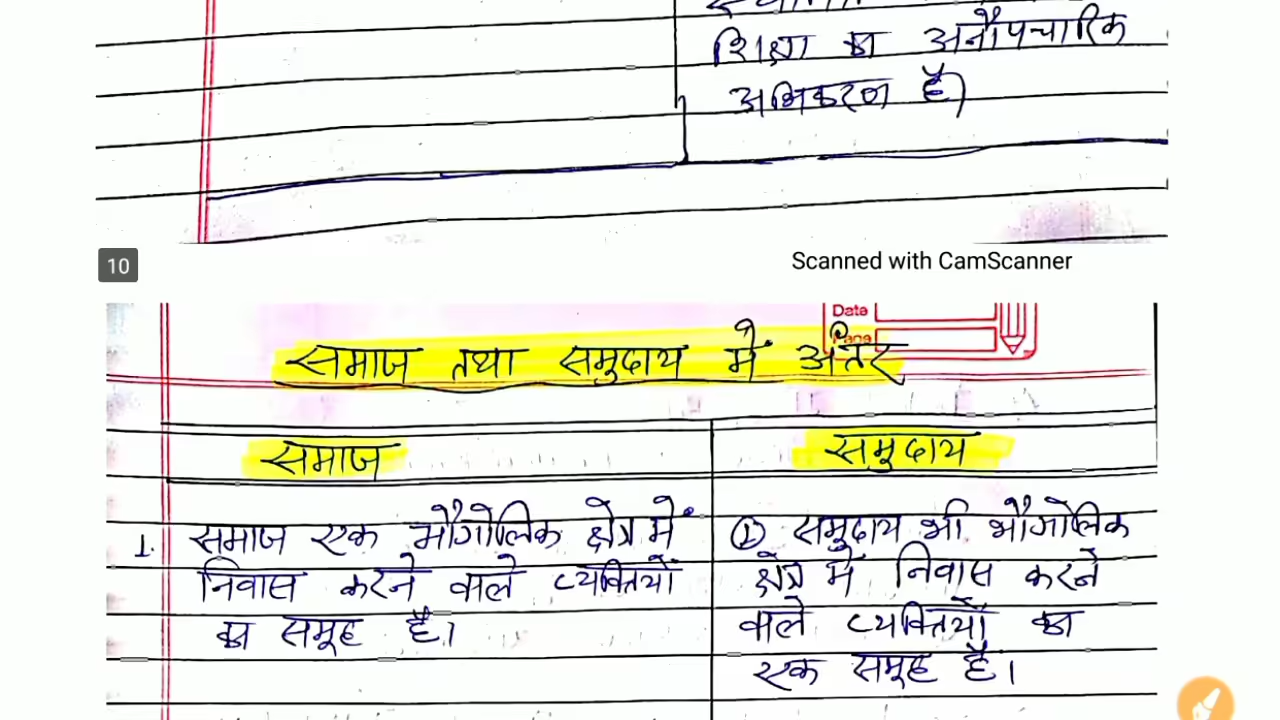 शिक्षा का अनौपचारिक
अभिकरण है)
10
Scanned with CamScanner
Date
Page
समाज तथा समुदाय में अंतर
समाज
समुदाय
1. समाज एक भौगोलिक क्षेत्र में
निवास करने वाले व्यक्तियों
का समूह है।
① समुदाय भी भौगोलिक
क्षेत्र में निवास करने
वाले व्यक्तियों का
एक समूह है।